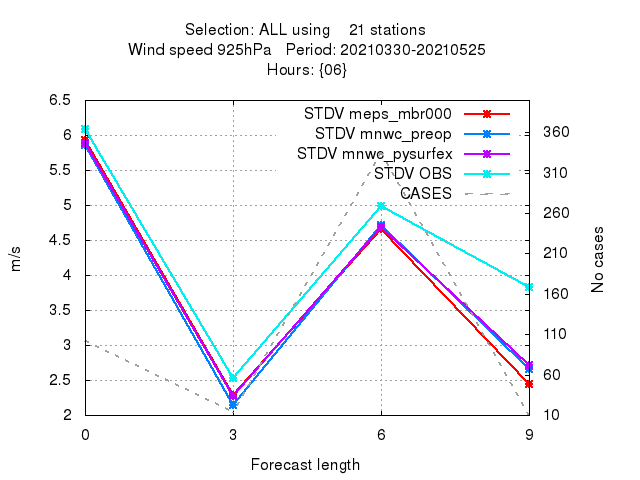 Selection: ALL using    21 stations
Wind speed 925hPa   Period: 20210330-20210525
Hours: {06}
STDV meps_mbr000
STDV mnwc_preop
STDV mnwc_pysurfex
STDV OBS
CASES
6.5
6
5.5
5
4.5
4
3.5
3
2.5
2
m/s
360
310
260
210
160
110
60
10
No cases
0 3 6 9
Forecast length